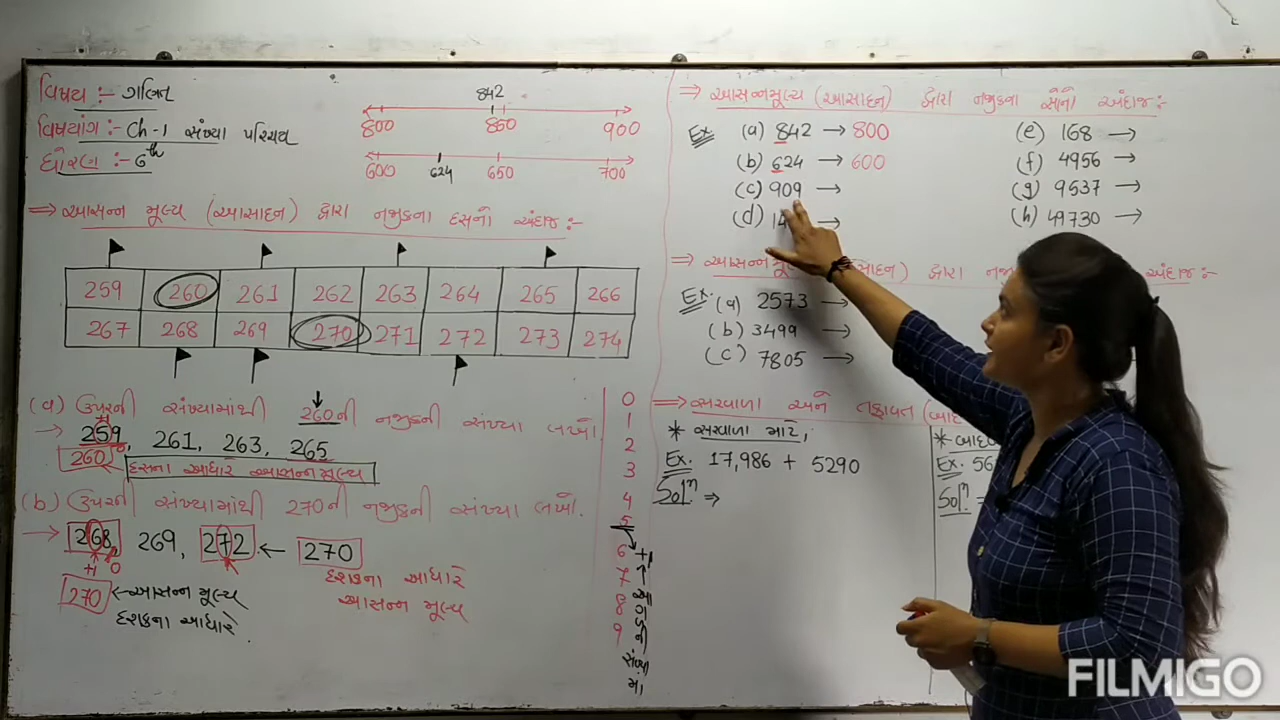 વિષય :- ગણિત
વિષયાંગ :- Ch-1 સંખ્યા પરિચય
ધોરણ :- 6th
842
800 850 900
600 624 650 700
⇒ આસન્ન મૂલ્ય (આસાદન) દ્વારા નજીકના દસનો અંદાજ :-
259 260 261 262 263 264 265 266
267 268 269 270 271 272 273 274
(a) ઉપરની સંખ્યામાંથી 260ની નજીકની સંખ્યા લખો.
→ 259, 261, 263, 265
260 દસના આધારે આસન્ન મૂલ્ય
(b) ઉપરની સંખ્યામાંથી 270ની નજીકની સંખ્યા લખો.
→ 268, 269, 272 ← 270
+1 0
270 ← આસન્ન મૂલ્ય
દશકના આધારે
દશકના આધારે
આસન્ન મૂલ્ય
0
1
2
3
4
5
6 +1
7
8
9
આગળની સંખ્યામાં
⇒ આસન્નમૂલ્ય (આસાદન) દ્વારા નજીકના સોનો અંદાજ :-
Ex (a) 842 → 800
(b) 624 → 600
(c) 909 →
(d)
(e) 168 →
(f) 4956 →
(g) 9537 →
(h) 49730 →
⇒ દ્વારા અંદાજ :-
Ex. (a) 2573 →
(b) 3499 →
(c) 7805 →
⇒ સરવાળા અને તફાવત
* સરવાળા માટે,
Ex. 17,986 + 5290
Solⁿ ⇒
*
Ex. 56
Solⁿ =
FILMIGO